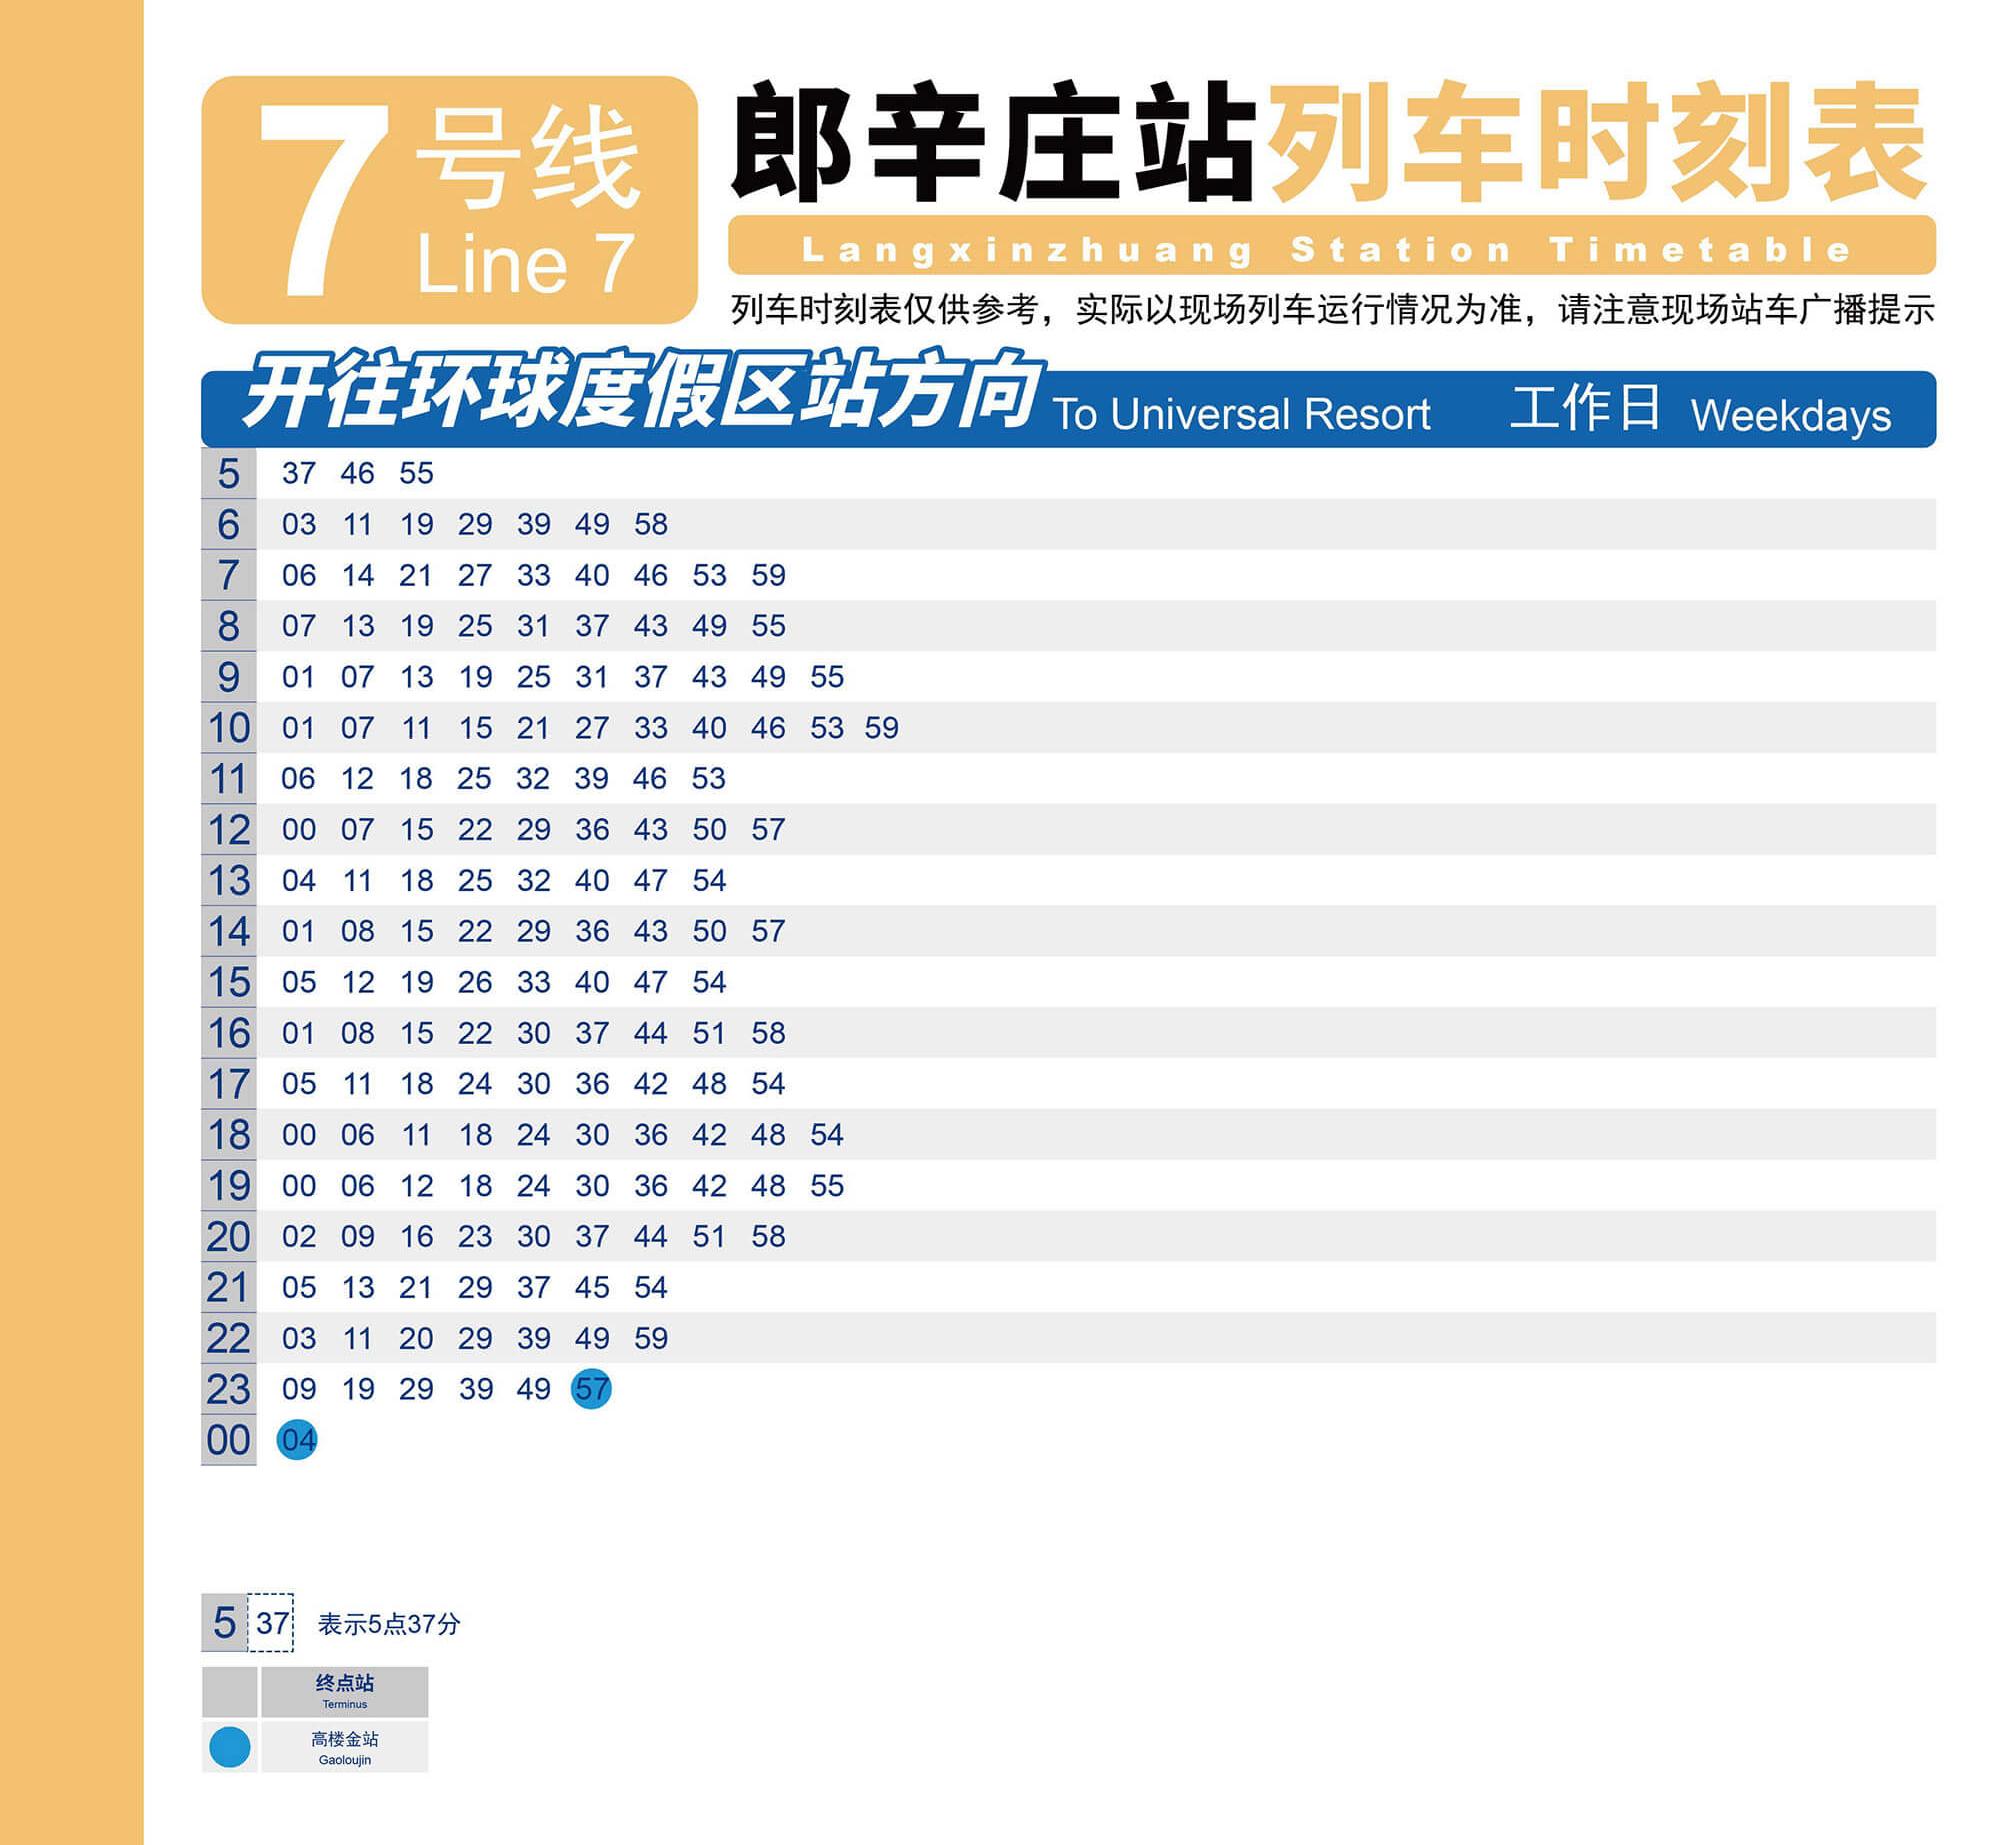 7 号线
Line 7
郎辛庄站列车时刻表
Langxinzhuang Station Timetable
列车时刻表仅供参考，实际以现场列车运行情况为准，请注意现场站车广播提示
开往环球度假区站方向 To Universal Resort 工作日 Weekdays
5 37 46 55
6 03 11 19 29 39 49 58
7 06 14 21 27 33 40 46 53 59
8 07 13 19 25 31 37 43 49 55
9 01 07 13 19 25 31 37 43 49 55
10 01 07 11 15 21 27 33 40 46 53 59
11 06 12 18 25 32 39 46 53
12 00 07 15 22 29 36 43 50 57
13 04 11 18 25 32 40 47 54
14 01 08 15 22 29 36 43 50 57
15 05 12 19 26 33 40 47 54
16 01 08 15 22 30 37 44 51 58
17 05 11 18 24 30 36 42 48 54
18 00 06 11 18 24 30 36 42 48 54
19 00 06 12 18 24 30 36 42 48 55
20 02 09 16 23 30 37 44 51 58
21 05 13 21 29 37 45 54
22 03 11 20 29 39 49 59
23 09 19 29 39 49 57
00 04
5 37 表示5点37分
终点站
Terminus
高楼金站
Gaoloujin